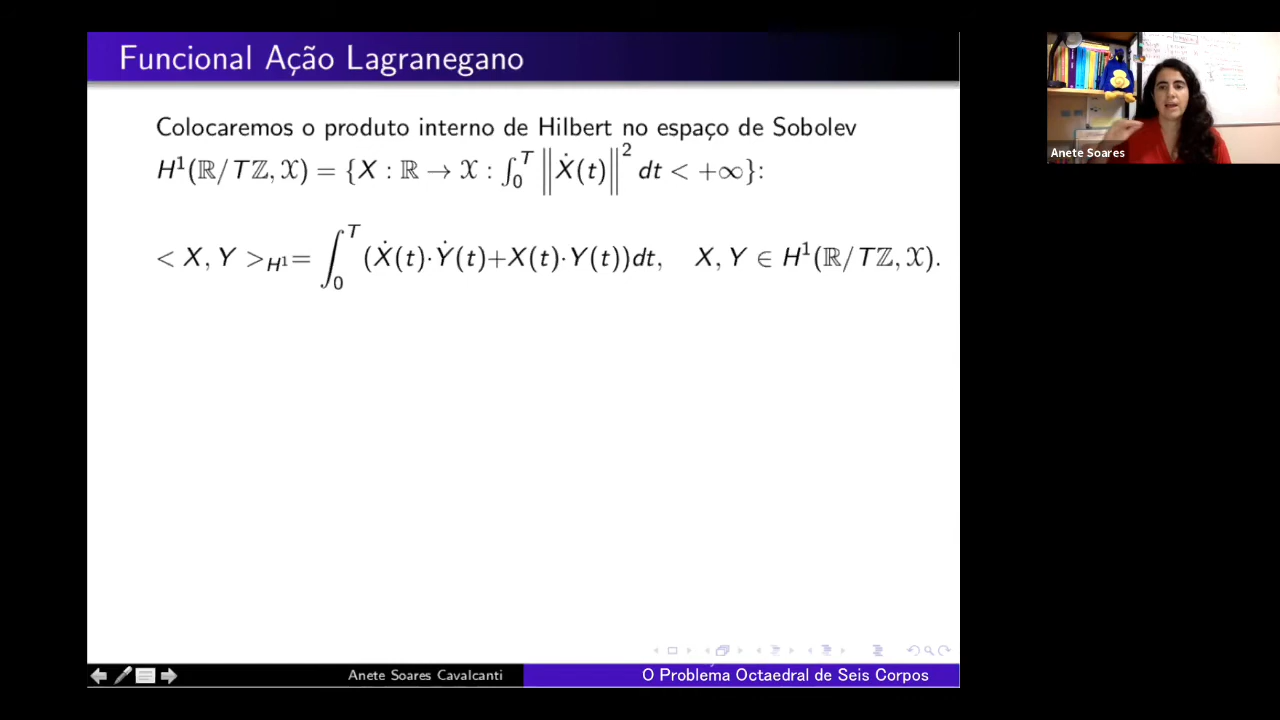 Funcional Ação Lagranegano
Colocaremos o produto interno de Hilbert no espaço de Sobolev
H¹(ℝ/Tℤ, 𝒳) = {X : ℝ → 𝒳 : ∫₀ᵀ ‖Ẋ(t)‖² dt < +∞}:
< X, Y >_{H¹}= ∫₀ᵀ (Ẋ(t)·Ẏ(t)+X(t)·Y(t))dt, X, Y ∈ H¹(ℝ/Tℤ, 𝒳).
Anete Soares Cavalcanti
O Problema Octaedral de Seis Corpos
Anete Soares